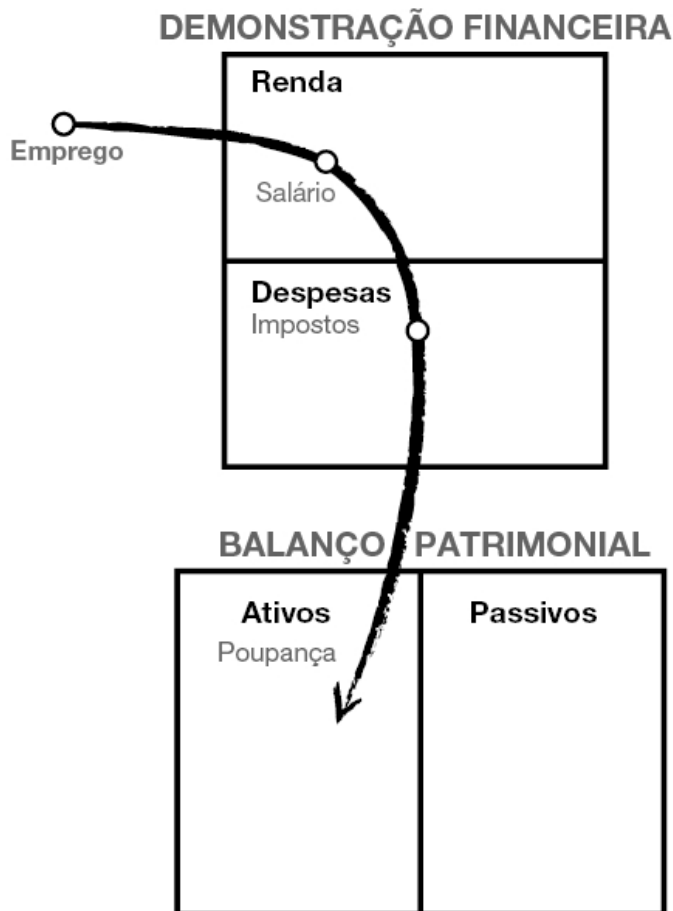 DEMONSTRAÇÃO FINANCEIRA
Renda
Emprego
Salário
Despesas
Impostos
BALANÇO PATRIMONIAL
Ativos
Passivos
Poupança